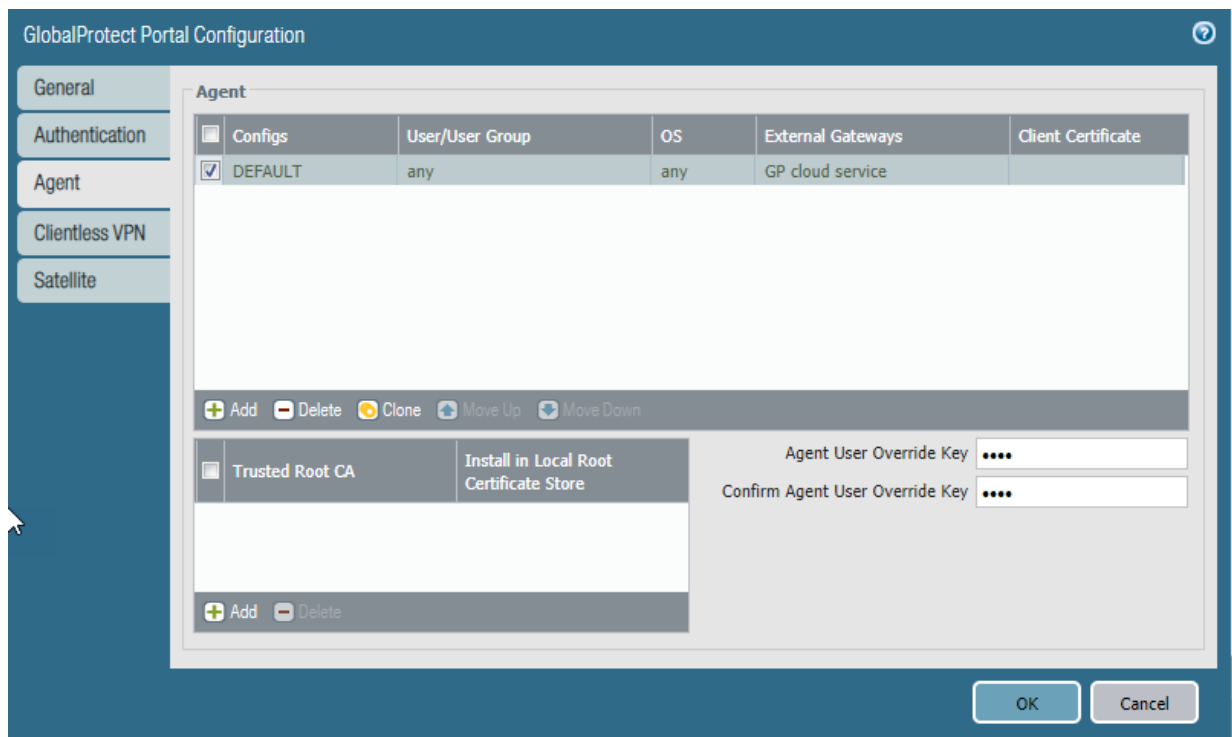 GlobalProtect Portal Configuration
General
Authentication
Agent
Clientless VPN
Satellite
Agent
Configs User/User Group OS External Gateways Client Certificate
DEFAULT any any GP cloud service
Add Delete Clone Move Up Move Down
Trusted Root CA Install in Local Root
Certificate Store
Agent User Override Key ••••
Confirm Agent User Override Key ••••
Add Delete
OK Cancel